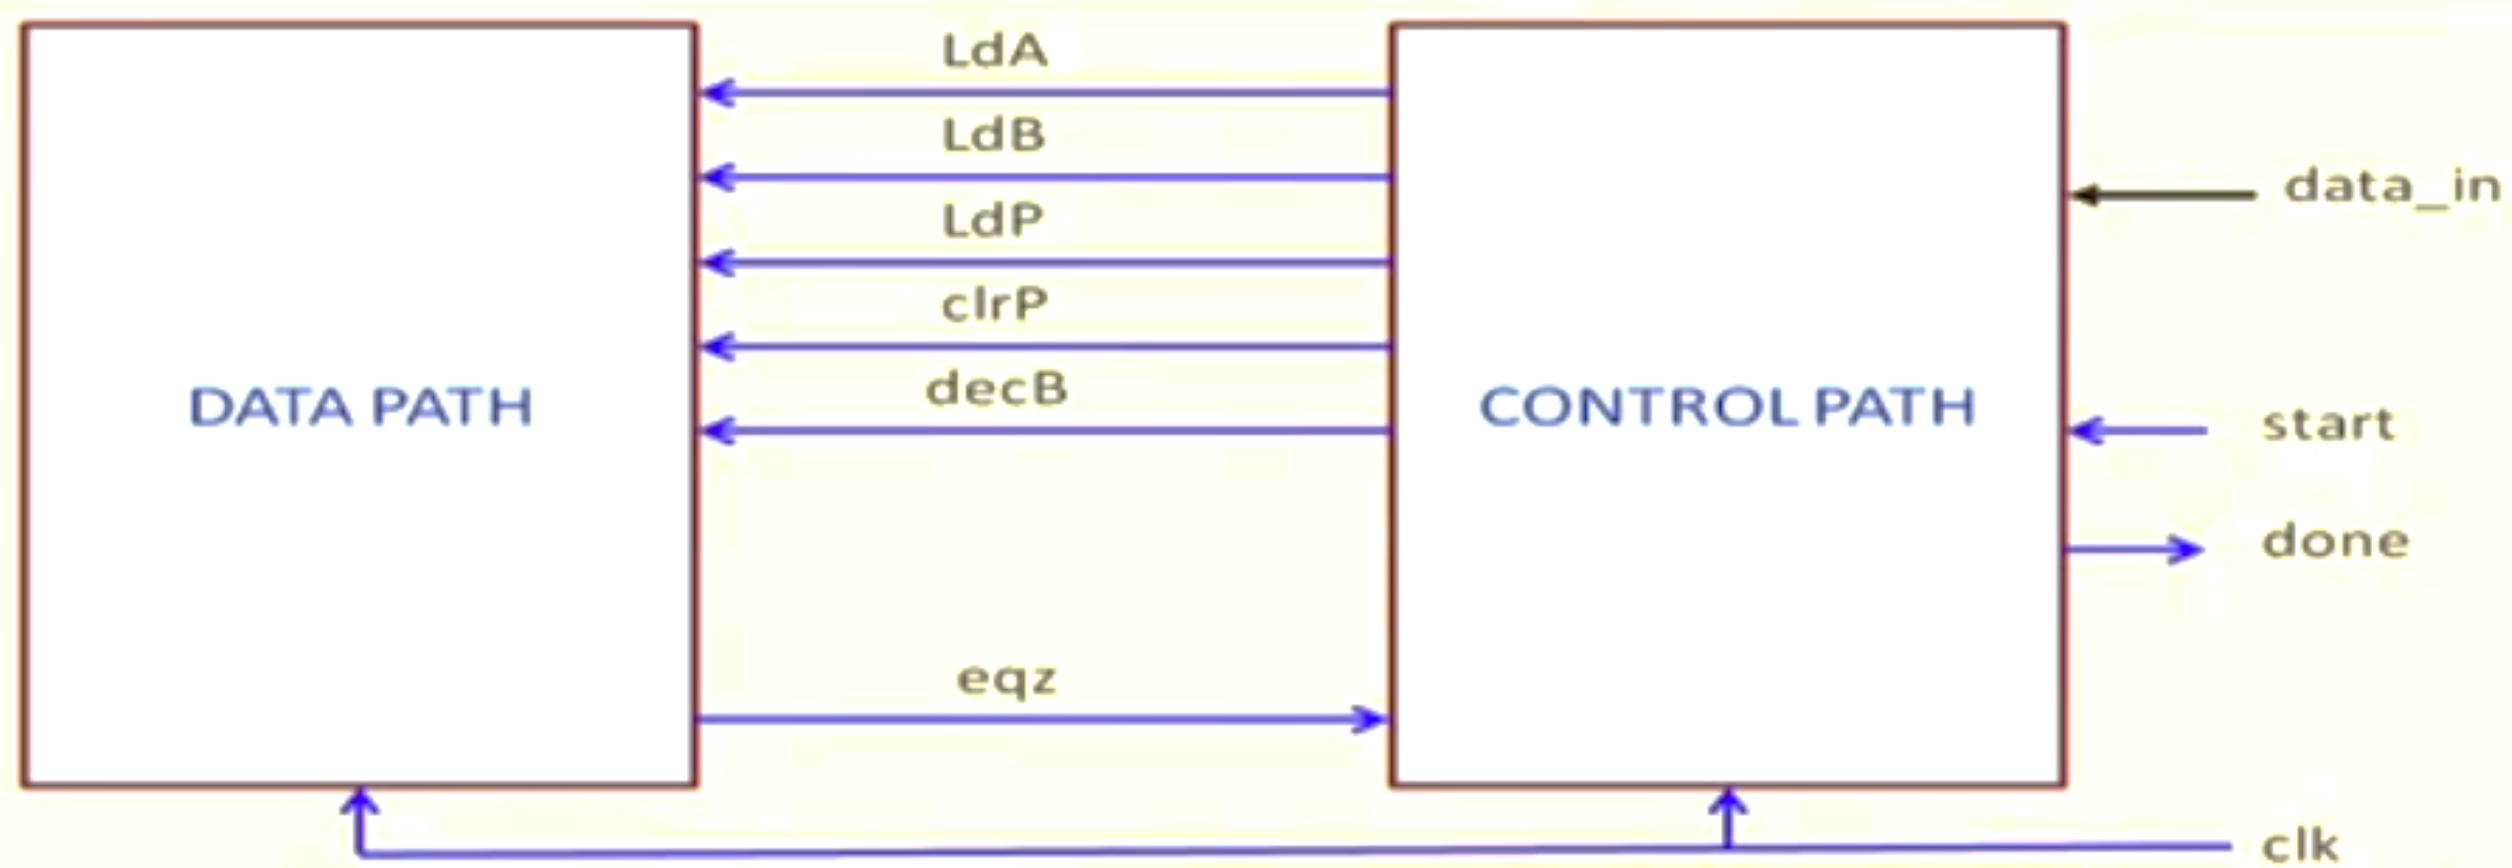 LdA
LdB
LdP
clrP
decB
DATA PATH
CONTROL PATH
eqz
data_in
start
done
clk